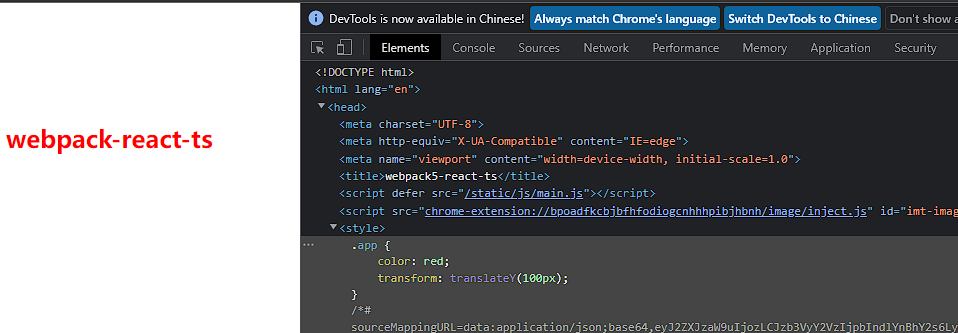 DevTools is now available in Chinese! Always match Chrome's language Switch DevTools to Chinese Don't show a
Elements Console Sources Network Performance Memory Application Security
<!DOCTYPE html>
<html lang="en">
<head>
<meta charset="UTF-8">
<meta http-equiv="X-UA-Compatible" content="IE=edge">
webpack-react-ts
<meta name="viewport" content="width=device-width, initial-scale=1.0">
<title>webpack5-react-ts</title>
<script defer src="/static/js/main.js"></script>
<script src="chrome-extension://bpoadfkcbjbfhfodiogcnhhhpibjhbnh/image/inject.js" id="imt-imag
<style>
.app {
color: red;
transform: translateY(100px);
}
/*#
sourceMappingURL=data:application/json;base64,eyJ2ZXJzaW9uIjozLCJzb3VyY2VzIjpbIndlYnBhY2s6Ly